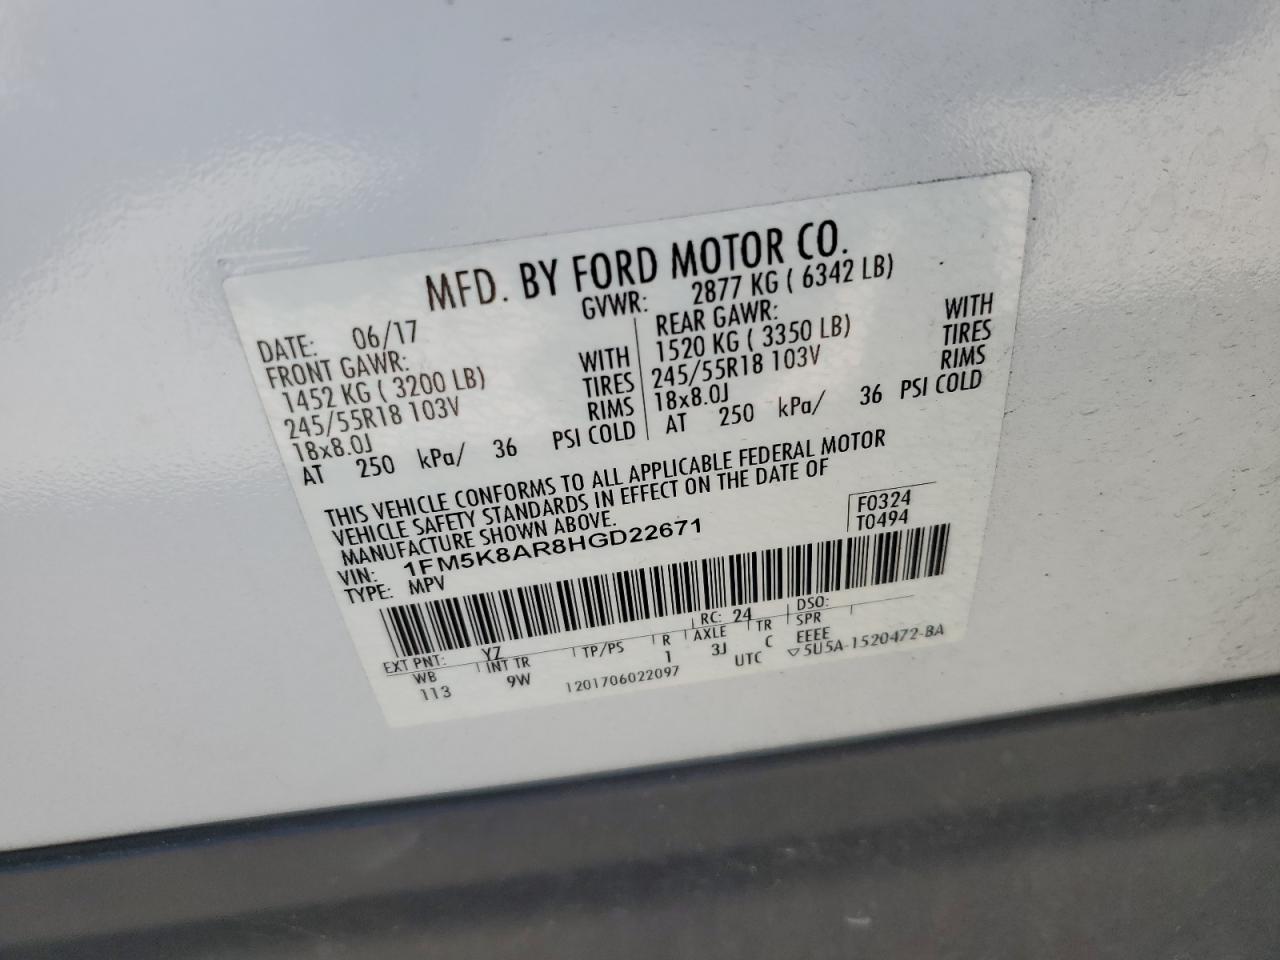 MFD. BY FORD MOTOR CO.
DATE: 06/17 GVWR: 2877 KG ( 6342 LB)
FRONT GAWR: REAR GAWR:
1452 KG ( 3200 LB) WITH 1520 KG ( 3350 LB) WITH
245/55R18 103V TIRES 245/55R18 103V TIRES
18x8.0J RIMS 18x8.0J RIMS
AT 250 kPa/ 36 PSI COLD AT 250 kPa/ 36 PSI COLD
THIS VEHICLE CONFORMS TO ALL APPLICABLE FEDERAL MOTOR
VEHICLE SAFETY STANDARDS IN EFFECT ON THE DATE OF
MANUFACTURE SHOWN ABOVE.
VIN: 1FM5K8AR8HGD22671 F0324
TYPE: MPV T0494
EXT PNT: YZ RC: 24 DSO:
WB INT TR TP/PS R AXLE TR SPR
113 9W 1 3J C EEEE
1201706022097 UTC ▽5U5A-1520472-BA